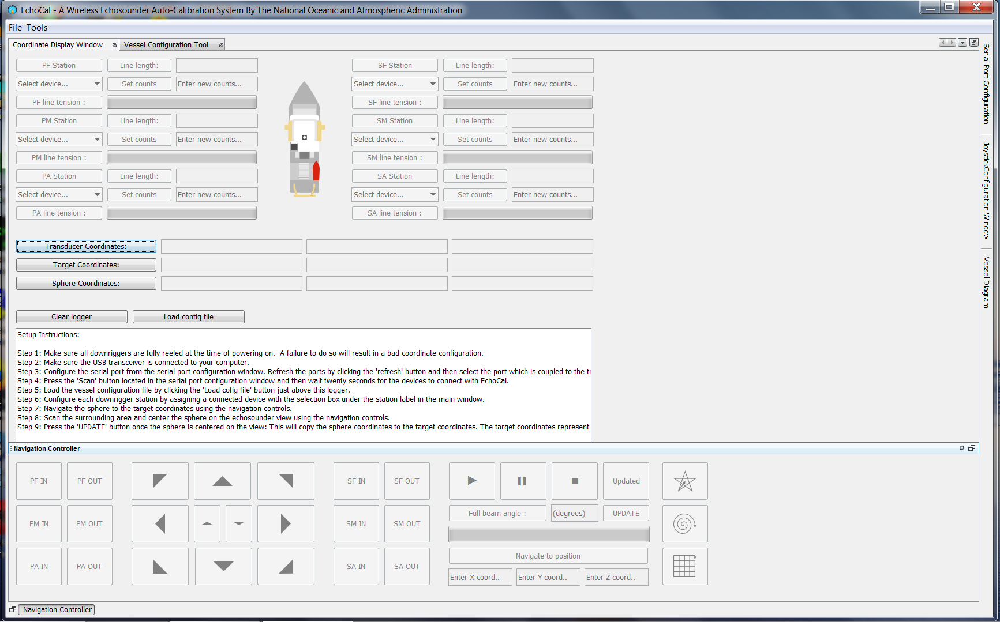 EchoCal - A Wireless Echosounder Auto-Calibration System By The National Oceanic and Atmospheric Administration
File Tools
Coordinate Display Window Vessel Configuration Tool
PF Station Line length: SF Station Line length:
Select device... Set counts Enter new counts... Select device... Set counts Enter new counts...
PF line tension : SF line tension :
PM Station Line length: SM Station Line length:
Select device... Set counts Enter new counts... Select device... Set counts Enter new counts...
PM line tension : SM line tension :
PA Station Line length: SA Station Line length:
Select device... Set counts Enter new counts... Select device... Set counts Enter new counts...
PA line tension : SA line tension :
Serial Port Configuration
JoystickConfiguration Window
Vessel Diagram
Transducer Coordinates:
Target Coordinates:
Sphere Coordinates:
Clear logger Load config file
Setup Instructions:
Step 1: Make sure all downriggers are fully reeled at the time of powering on.  A failure to do so will result in a bad coordinate configuration.
Step 2: Make sure the USB transceiver is connected to your computer.
Step 3: Configure the serial port from the serial port configuration window. Refresh the ports by clicking the 'refresh' button and then select the port which is coupled to the tr
Step 4: Press the 'Scan' button located in the serial port configuration window and then wait twenty seconds for the devices to connect with EchoCal.
Step 5: Load the vessel configuration file by clicking the 'Load cofig file' button just above this logger.
Step 6: Configure each downrigger station by assigning a connected device with the selection box under the station label in the main window.
Step 7: Navigate the sphere to the target coordinates using the navigation controls.
Step 8: Scan the surrounding area and center the sphere on the echosounder view using the navigation controls.
Step 9: Press the 'UPDATE' button once the sphere is centered on the view: This will copy the sphere coordinates to the target coordinates. The target coordinates represent
Navigation Controller
PF IN PF OUT SF IN SF OUT Updated
Full beam angle : (degrees) UPDATE
PM IN PM OUT SM IN SM OUT
Navigate to position
PA IN PA OUT SA IN SA OUT
Enter X coord.. Enter Y coord.. Enter Z coord..
Navigation Controller